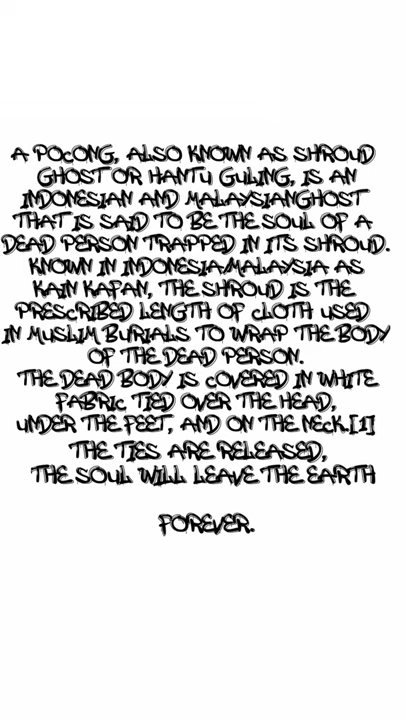 A POCONG, ALSO KNOWN AS SHROUD
GHOST OR HANTU GULING, IS AN
INDONESIAN AND MALAYSIANGHOST
THAT IS SAID TO BE THE SOUL OF A
DEAD PERSON TRAPPED IN ITS SHROUD.
KNOWN IN INDONESIA/MALAYSIA AS
KAIN KAFAN, THE SHROUD IS THE
PRESCRIBED LENGTH OF CLOTH USED
IN MUSLIM BURIALS TO WRAP THE BODY
OF THE DEAD PERSON.
THE DEAD BODY IS COVERED IN WHITE
FABRIC TIED OVER THE HEAD,
UNDER THE FEET, AND ON THE NECK.[1]
THE TIES ARE RELEASED,
THE SOUL WILL LEAVE THE EARTH
FOREVER.